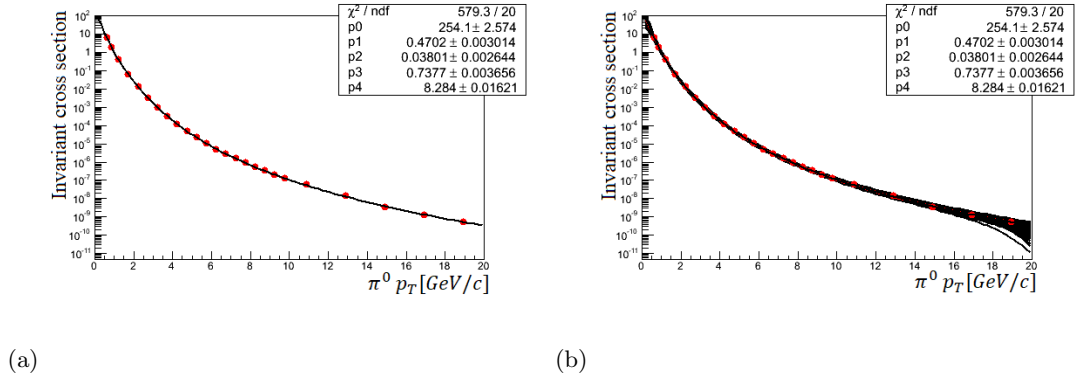 χ² / ndf 579.3 / 20
p0 254.1± 2.574
p1 0.4702 ± 0.003014
p2 0.03801 ± 0.002644
p3 0.7377 ± 0.003656
p4 8.284 ± 0.01621
Invariant cross section
10²
10
1
10⁻¹
10⁻²
10⁻³
10⁻⁴
10⁻⁵
10⁻⁶
10⁻⁷
10⁻⁸
10⁻⁹
10⁻¹⁰
10⁻¹¹
0 2 4 6 8 10 12 14 16 18 20
π⁰ p_T[GeV/c]
(a)
χ² / ndf 579.3 / 20
p0 254.1± 2.574
p1 0.4702 ± 0.003014
p2 0.03801 ± 0.002644
p3 0.7377 ± 0.003656
p4 8.284 ± 0.01621
Invariant cross section
10²
10
1
10⁻¹
10⁻²
10⁻³
10⁻⁴
10⁻⁵
10⁻⁶
10⁻⁷
10⁻⁸
10⁻⁹
10⁻¹⁰
10⁻¹¹
0 2 4 6 8 10 12 14 16 18 20
π⁰ p_T[GeV/c]
(b)